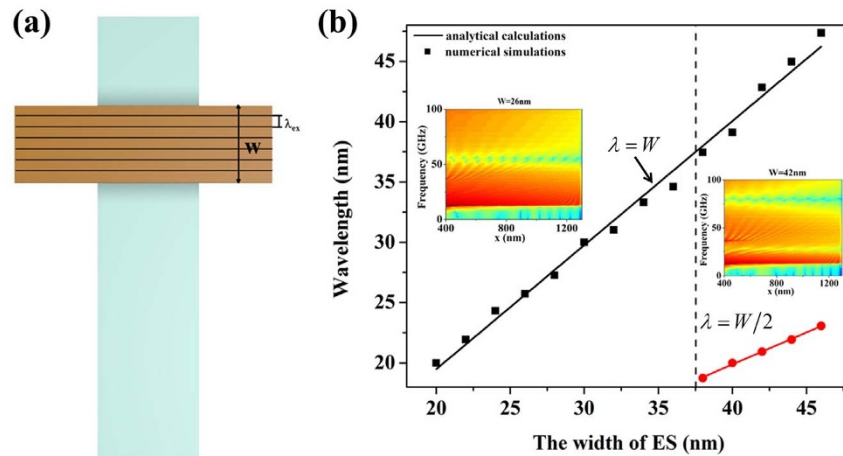 (a)
λex
W
(b)
analytical calculations
numerical simulations
Wavelength (nm)
45
40
35
30
25
20
20
25
30
35
40
45
The width of ES (nm)
λ = W
λ = W/2
W=26nm
Frequency (GHz)
100
50
0
400
800
1200
x (nm)
W=42nm
Frequency (GHz)
100
50
0
400
800
1200
x (nm)